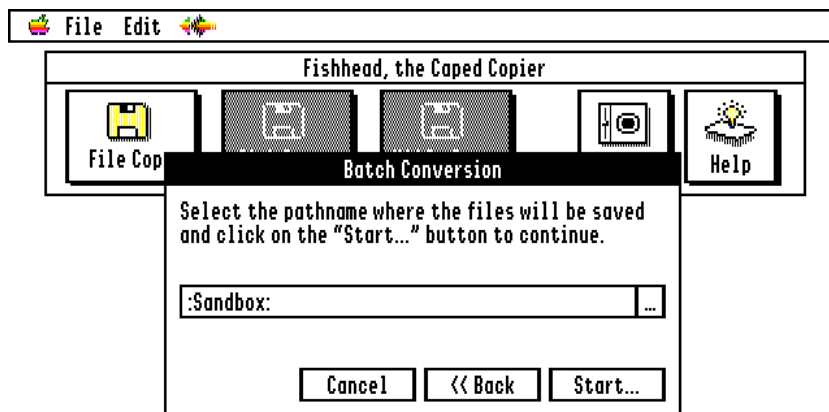 File Edit
Fishhead, the Caped Copier
File Cop
Help
Batch Conversion
Select the pathname where the files will be saved
and click on the "Start..." button to continue.
:Sandbox:
...
Cancel << Back Start...